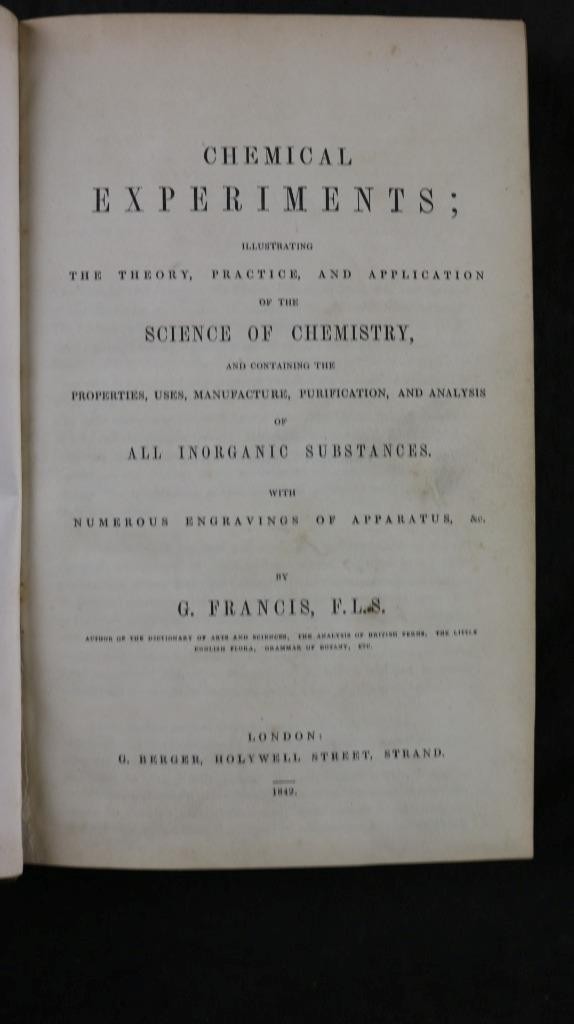 CHEMICAL
EXPERIMENTS;
ILLUSTRATING
THE THEORY, PRACTICE, AND APPLICATION
OF THE
SCIENCE OF CHEMISTRY,
AND CONTAINING THE
PROPERTIES, USES, MANUFACTURE, PURIFICATION, AND ANALYSIS
OF
ALL INORGANIC SUBSTANCES.
WITH
NUMEROUS ENGRAVINGS OF APPARATUS, &c.
BY
G. FRANCIS, F.L.S.
AUTHOR OF THE DICTIONARY OF ARTS AND SCIENCES, THE ANALYSIS OF BRITISH FERNS, THE LITTLE
ENGLISH FLORA, GRAMMAR OF BOTANY, ETC.
LONDON:
G. BERGER, HOLYWELL STREET, STRAND.
1842.